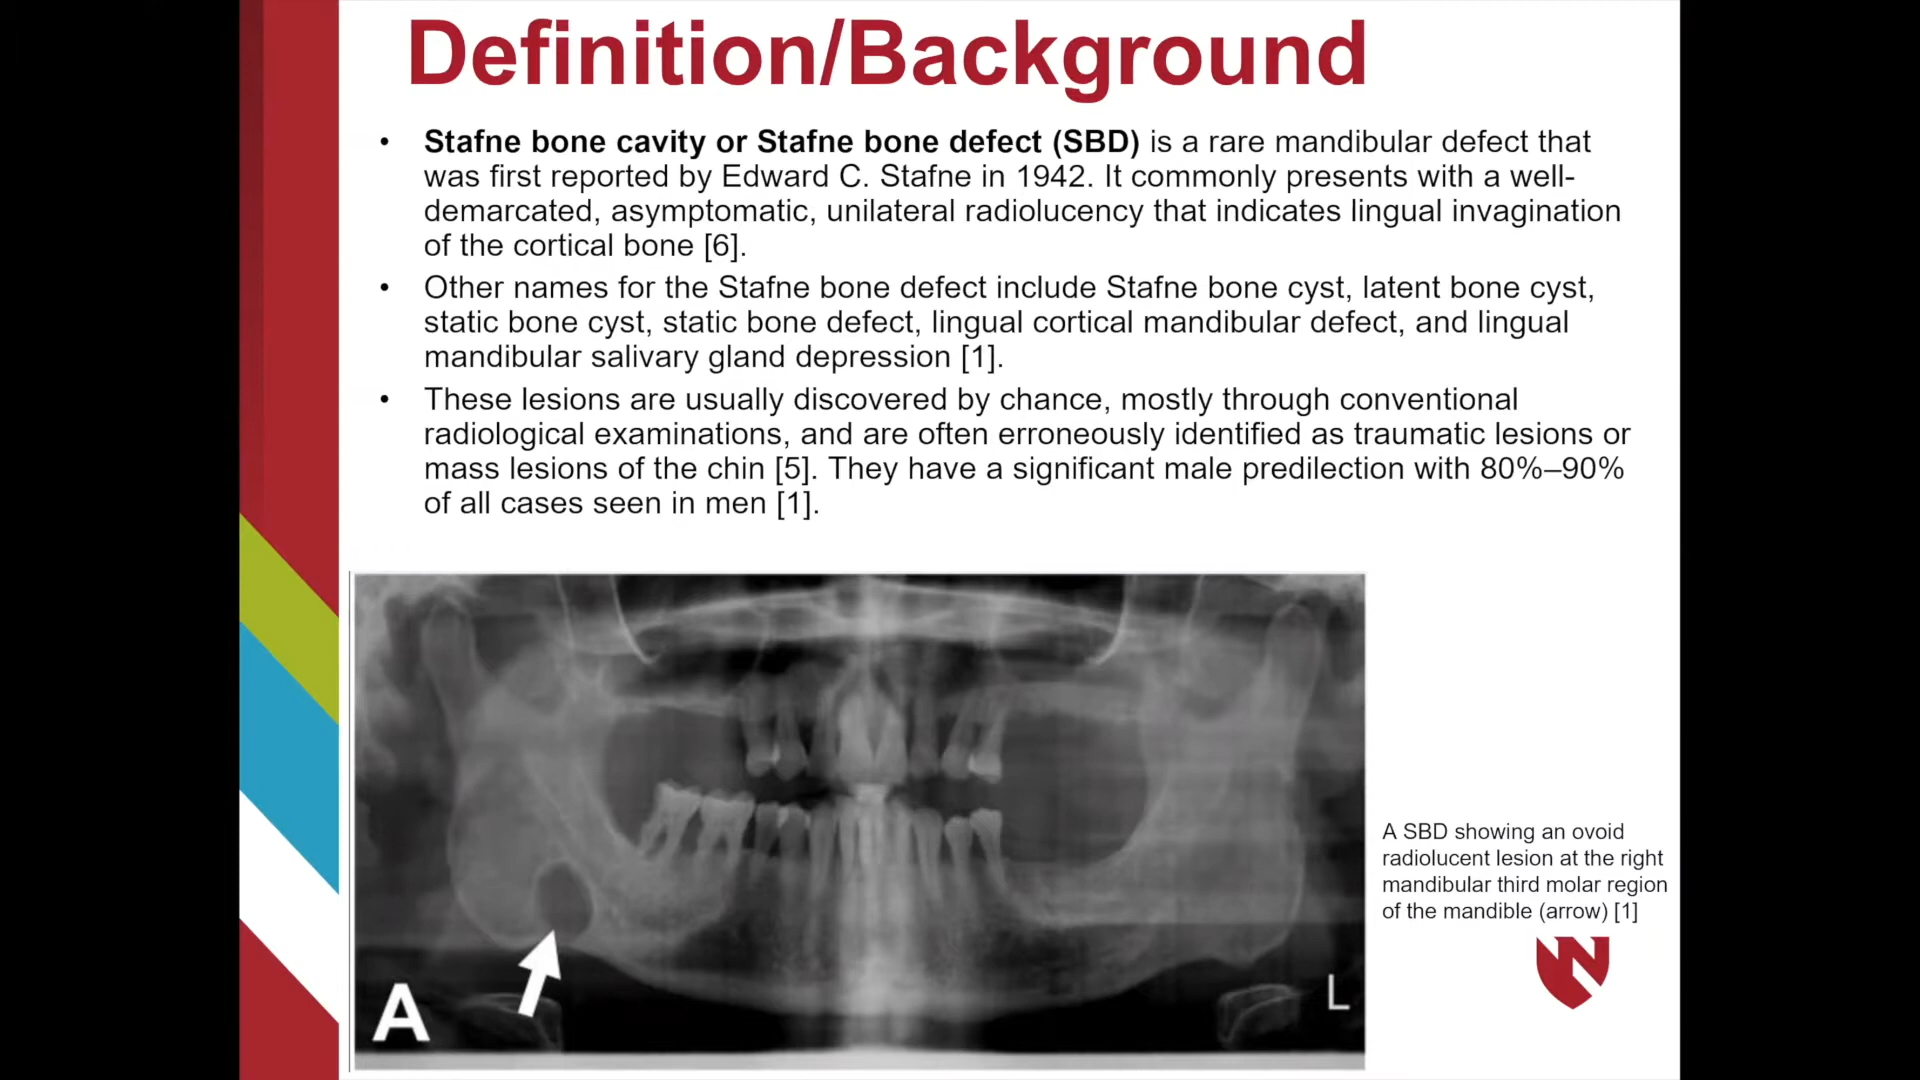 Definition/Background
• Stafne bone cavity or Stafne bone defect (SBD) is a rare mandibular defect that
was first reported by Edward C. Stafne in 1942. It commonly presents with a well-
demarcated, asymptomatic, unilateral radiolucency that indicates lingual invagination
of the cortical bone [6].
• Other names for the Stafne bone defect include Stafne bone cyst, latent bone cyst,
static bone cyst, static bone defect, lingual cortical mandibular defect, and lingual
mandibular salivary gland depression [1].
• These lesions are usually discovered by chance, mostly through conventional
radiological examinations, and are often erroneously identified as traumatic lesions or
mass lesions of the chin [5]. They have a significant male predilection with 80%–90%
of all cases seen in men [1].
A
L
A SBD showing an ovoid
radiolucent lesion at the right
mandibular third molar region
of the mandible (arrow) [1]
N